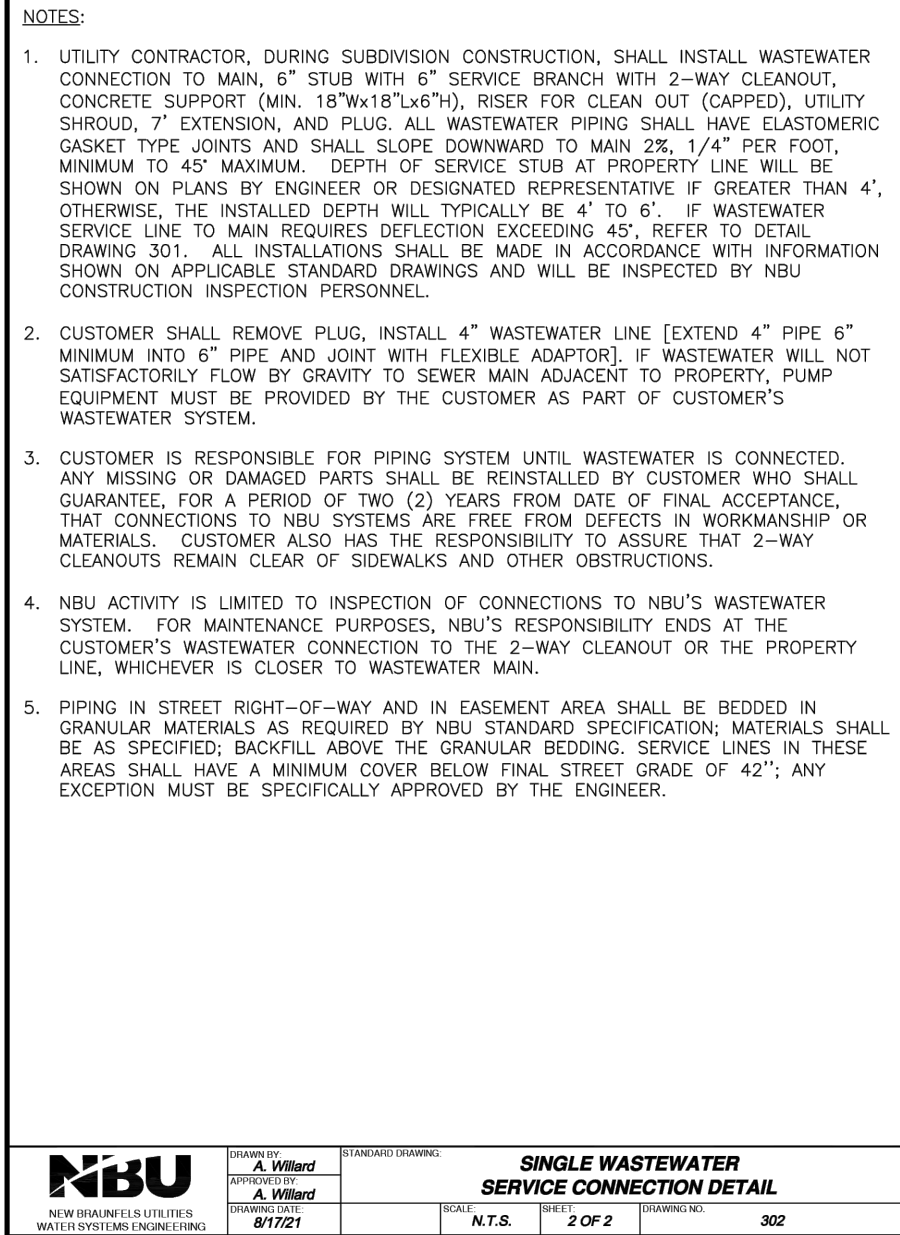 NOTES:
1. UTILITY CONTRACTOR, DURING SUBDIVISION CONSTRUCTION, SHALL INSTALL WASTEWATER
CONNECTION TO MAIN, 6" STUB WITH 6" SERVICE BRANCH WITH 2-WAY CLEANOUT,
CONCRETE SUPPORT (MIN. 18"Wx18"Lx6"H), RISER FOR CLEAN OUT (CAPPED), UTILITY
SHROUD, 7' EXTENSION, AND PLUG. ALL WASTEWATER PIPING SHALL HAVE ELASTOMERIC
GASKET TYPE JOINTS AND SHALL SLOPE DOWNWARD TO MAIN 2%, 1/4" PER FOOT,
MINIMUM TO 45° MAXIMUM. DEPTH OF SERVICE STUB AT PROPERTY LINE WILL BE
SHOWN ON PLANS BY ENGINEER OR DESIGNATED REPRESENTATIVE IF GREATER THAN 4',
OTHERWISE, THE INSTALLED DEPTH WILL TYPICALLY BE 4' TO 6'. IF WASTEWATER
SERVICE LINE TO MAIN REQUIRES DEFLECTION EXCEEDING 45°, REFER TO DETAIL
DRAWING 301. ALL INSTALLATIONS SHALL BE MADE IN ACCORDANCE WITH INFORMATION
SHOWN ON APPLICABLE STANDARD DRAWINGS AND WILL BE INSPECTED BY NBU
CONSTRUCTION INSPECTION PERSONNEL.
2. CUSTOMER SHALL REMOVE PLUG, INSTALL 4" WASTEWATER LINE [EXTEND 4" PIPE 6"
MINIMUM INTO 6" PIPE AND JOINT WITH FLEXIBLE ADAPTOR]. IF WASTEWATER WILL NOT
SATISFACTORILY FLOW BY GRAVITY TO SEWER MAIN ADJACENT TO PROPERTY, PUMP
EQUIPMENT MUST BE PROVIDED BY THE CUSTOMER AS PART OF CUSTOMER'S
WASTEWATER SYSTEM.
3. CUSTOMER IS RESPONSIBLE FOR PIPING SYSTEM UNTIL WASTEWATER IS CONNECTED.
ANY MISSING OR DAMAGED PARTS SHALL BE REINSTALLED BY CUSTOMER WHO SHALL
GUARANTEE, FOR A PERIOD OF TWO (2) YEARS FROM DATE OF FINAL ACCEPTANCE,
THAT CONNECTIONS TO NBU SYSTEMS ARE FREE FROM DEFECTS IN WORKMANSHIP OR
MATERIALS. CUSTOMER ALSO HAS THE RESPONSIBILITY TO ASSURE THAT 2-WAY
CLEANOUTS REMAIN CLEAR OF SIDEWALKS AND OTHER OBSTRUCTIONS.
4. NBU ACTIVITY IS LIMITED TO INSPECTION OF CONNECTIONS TO NBU'S WASTEWATER
SYSTEM. FOR MAINTENANCE PURPOSES, NBU'S RESPONSIBILITY ENDS AT THE
CUSTOMER'S WASTEWATER CONNECTION TO THE 2-WAY CLEANOUT OR THE PROPERTY
LINE, WHICHEVER IS CLOSER TO WASTEWATER MAIN.
5. PIPING IN STREET RIGHT-OF-WAY AND IN EASEMENT AREA SHALL BE BEDDED IN
GRANULAR MATERIALS AS REQUIRED BY NBU STANDARD SPECIFICATION; MATERIALS SHALL
BE AS SPECIFIED; BACKFILL ABOVE THE GRANULAR BEDDING. SERVICE LINES IN THESE
AREAS SHALL HAVE A MINIMUM COVER BELOW FINAL STREET GRADE OF 42''; ANY
EXCEPTION MUST BE SPECIFICALLY APPROVED BY THE ENGINEER.
NBU
NEW BRAUNFELS UTILITIES
WATER SYSTEMS ENGINEERING
DRAWN BY:
A. Willard
APPROVED BY:
A. Willard
DRAWING DATE:
8/17/21
STANDARD DRAWING:
SINGLE WASTEWATER
SERVICE CONNECTION DETAIL
SCALE:
N.T.S.
SHEET:
2 OF 2
DRAWING NO.
302